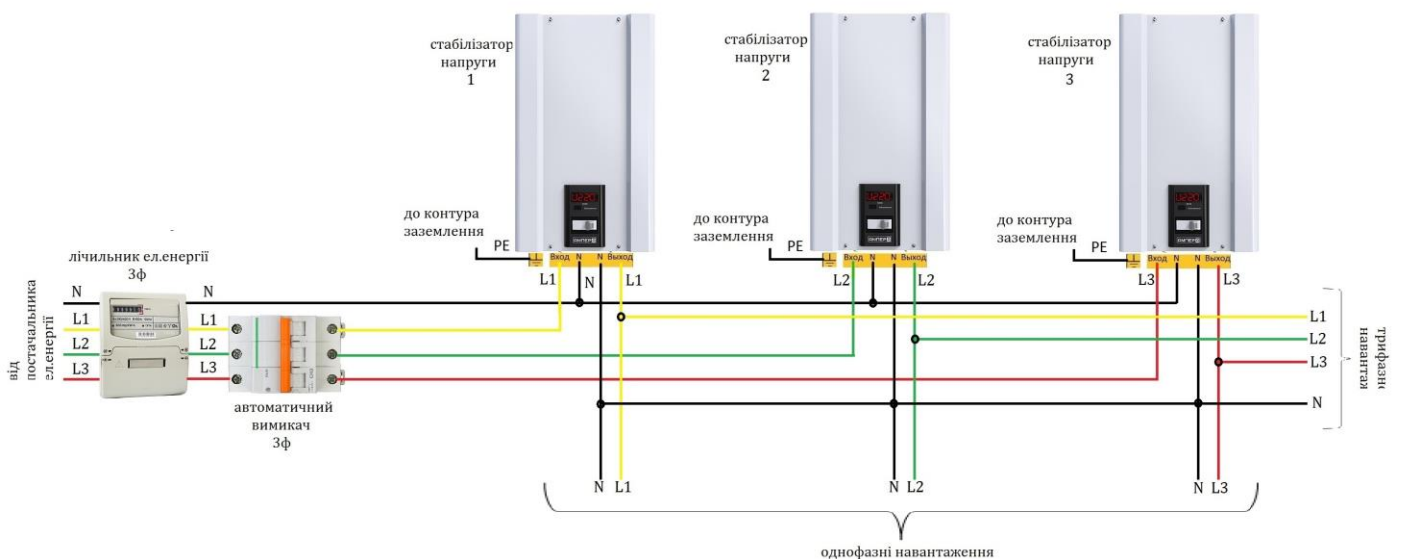 стабілізатор
напруги
1
стабілізатор
напруги
2
стабілізатор
напруги
3
U220
U220
U220
до контура
заземлення
PE
до контура
заземлення
PE
до контура
заземлення
PE
Вход N N Выход
Вход N N Выход
Вход N N Выход
L1 N L1
L2 L2
L3 L3
лічильник ел.енергії
3ф
від
постачальника
ел.енергії
N N
L1 L1
L2 L2
L3 L3
автоматичний
вимикач
3ф
L1
L2
L3
N
трифазні
навантаж
N L1
N L2
N L3
однофазні навантаження